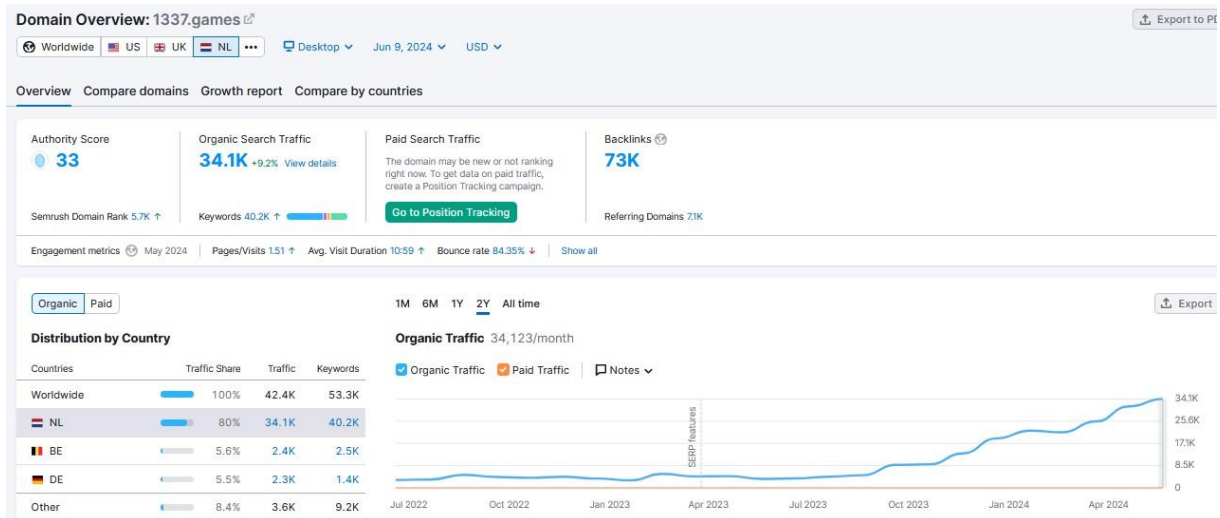 Domain Overview: 1337.games
Export to PD
Worldwide US UK NL ••• Desktop Jun 9, 2024 USD
Overview Compare domains Growth report Compare by countries
Authority Score
33
Semrush Domain Rank 5.7K ↑
Organic Search Traffic
34.1K +9.2% View details
Keywords 40.2K ↑
Paid Search Traffic
The domain may be new or not ranking
right now. To get data on paid traffic,
create a Position Tracking campaign.
Go to Position Tracking
Backlinks
73K
Referring Domains 7.1K
Engagement metrics May 2024 Pages/Visits 1.51 ↑ Avg. Visit Duration 10:59 ↑ Bounce rate 84.35% ↓ Show all
Organic Paid
Distribution by Country
Countries Traffic Share Traffic Keywords
Worldwide 100% 42.4K 53.3K
NL 80% 34.1K 40.2K
BE 5.6% 2.4K 2.5K
DE 5.5% 2.3K 1.4K
Other 8.4% 3.6K 9.2K
1M 6M 1Y 2Y All time
Export
Organic Traffic 34,123/month
Organic Traffic Paid Traffic Notes
SERP features
34.1K
25.6K
17.1K
8.5K
0
Jul 2022 Oct 2022 Jan 2023 Apr 2023 Jul 2023 Oct 2023 Jan 2024 Apr 2024